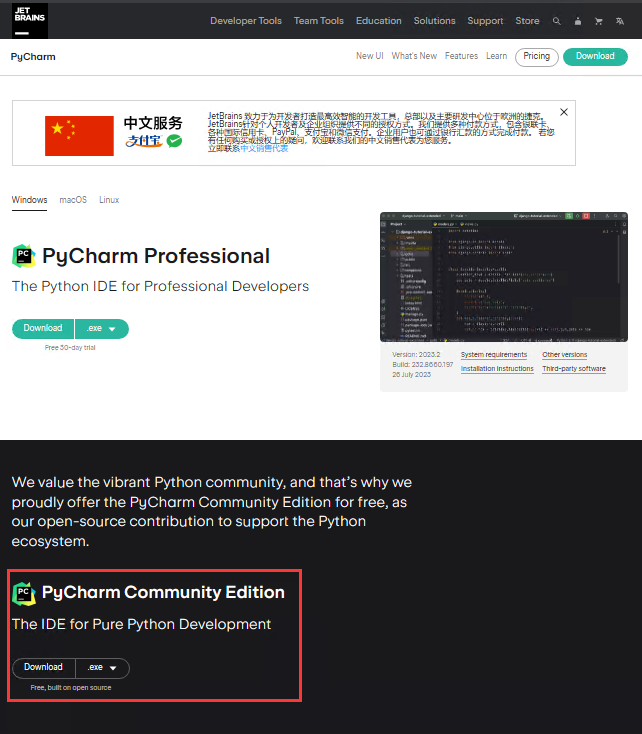 JET
BRAINS
Developer Tools Team Tools Education Solutions Support Store
PyCharm
New UI What's New Features Learn Pricing Download
中文服务
支付宝
JetBrains 致力于为开发者打造最高效智能的开发工具，总部以及主要研发中心位于欧洲的捷克。
JetBrains针对个人开发者及企业组织提供不同的授权方式。我们提供多种付款方式，包含银联卡、
各种国际信用卡、PayPal、支付宝和微信支付。企业用户也可通过银行汇款的方式完成付款。 若您
有任何购买或授权上的疑问，欢迎联系我们的中文销售代表为您服务。
立即联系中文销售代表
Windows macOS Linux
PC
PyCharm Professional
The Python IDE for Professional Developers
Download .exe
Free 30-day trial
Version: 2023.2
Build: 232.8660.197
26 July 2023
System requirements
Installation instructions
Other versions
Third-party software
We value the vibrant Python community, and that's why we
proudly offer the PyCharm Community Edition for free, as
our open-source contribution to support the Python
ecosystem.
PC
PyCharm Community Edition
The IDE for Pure Python Development
Download .exe
Free, built on open source